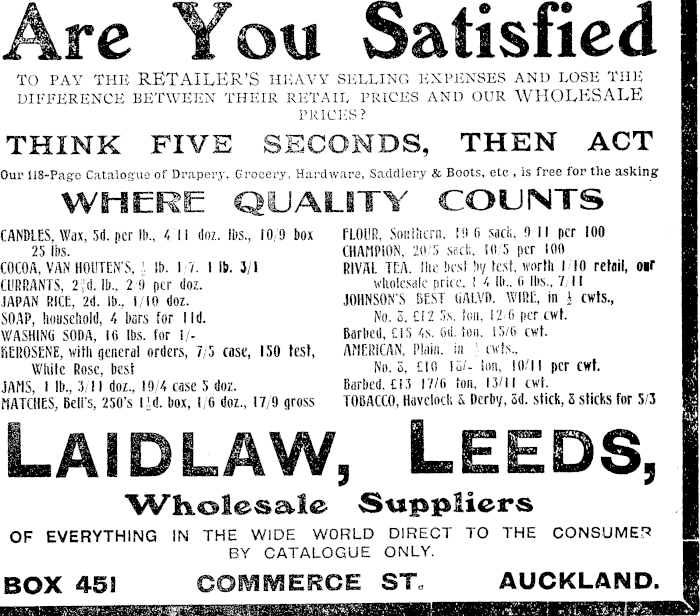 Are You Satisfied
TO PAY THE RETAILER'S HEAVY SELLING EXPENSES AND LOSE THE
DIFFERENCE BETWEEN THEIR RETAIL PRICES AND OUR WHOLESALE
PRICES?
THINK FIVE SECONDS, THEN ACT
Our 118-Page Catalogue of Drapery, Grocery, Hardware, Saddlery & Boots, etc, is free for the asking
WHERE QUALITY COUNTS
CANDLES, Wax, 5d. per lb., 4 11 doz. lbs., 10/9 box
25 lbs.
COCOA, VAN HOUTEN'S, lb. 1/7. 1 lb. 3/1
CURRANTS, 2 d. lb., 2 9 per doz.
JAPAN RICE, 2d. lb., 1/10 doz.
SOAP, household, 4 bars for 11d.
WASHING SODA, 16 lbs. for 1/-
KEROSENE, with general orders, 7/5 case, 150 test,
White Rose, best
JAMS, 1 lb., 3/11 doz., 19/4 case 5 doz.
MATCHES, Bell's, 250's 1½d. box, 1/6 doz., 17/9 gross
FLOUR, Southern, 19 6 sack, 9 11 per 100
CHAMPION, 20/5 sack, 10/5 per 100
RIVAL TEA. the best by test, worth 1/10 retail, our
wholesale price, 1 4 lb., 6 lbs., 7/11
JOHNSON'S BEST GALVD. WIRE, in ½ cwts.,
No. 8, £12 5s. ton, 12/6 per cwt.
Barbed, £15 4s. 6d. ton, 15/6 cwt.
AMERICAN, Plain, in cwts.,
No. 8, £10 18/- ton, 10/11 per cwt.
Barbed, £13 17/6 ton, 13/11 cwt.
TOBACCO, Havelock & Derby, 8d. stick, 8 sticks for 5/3
LAIDLAW, LEEDS,
Wholesale Suppliers
OF EVERYTHING IN THE WIDE WORLD DIRECT TO THE CONSUMER
BY CATALOGUE ONLY.
BOX 451 COMMERCE ST. AUCKLAND.